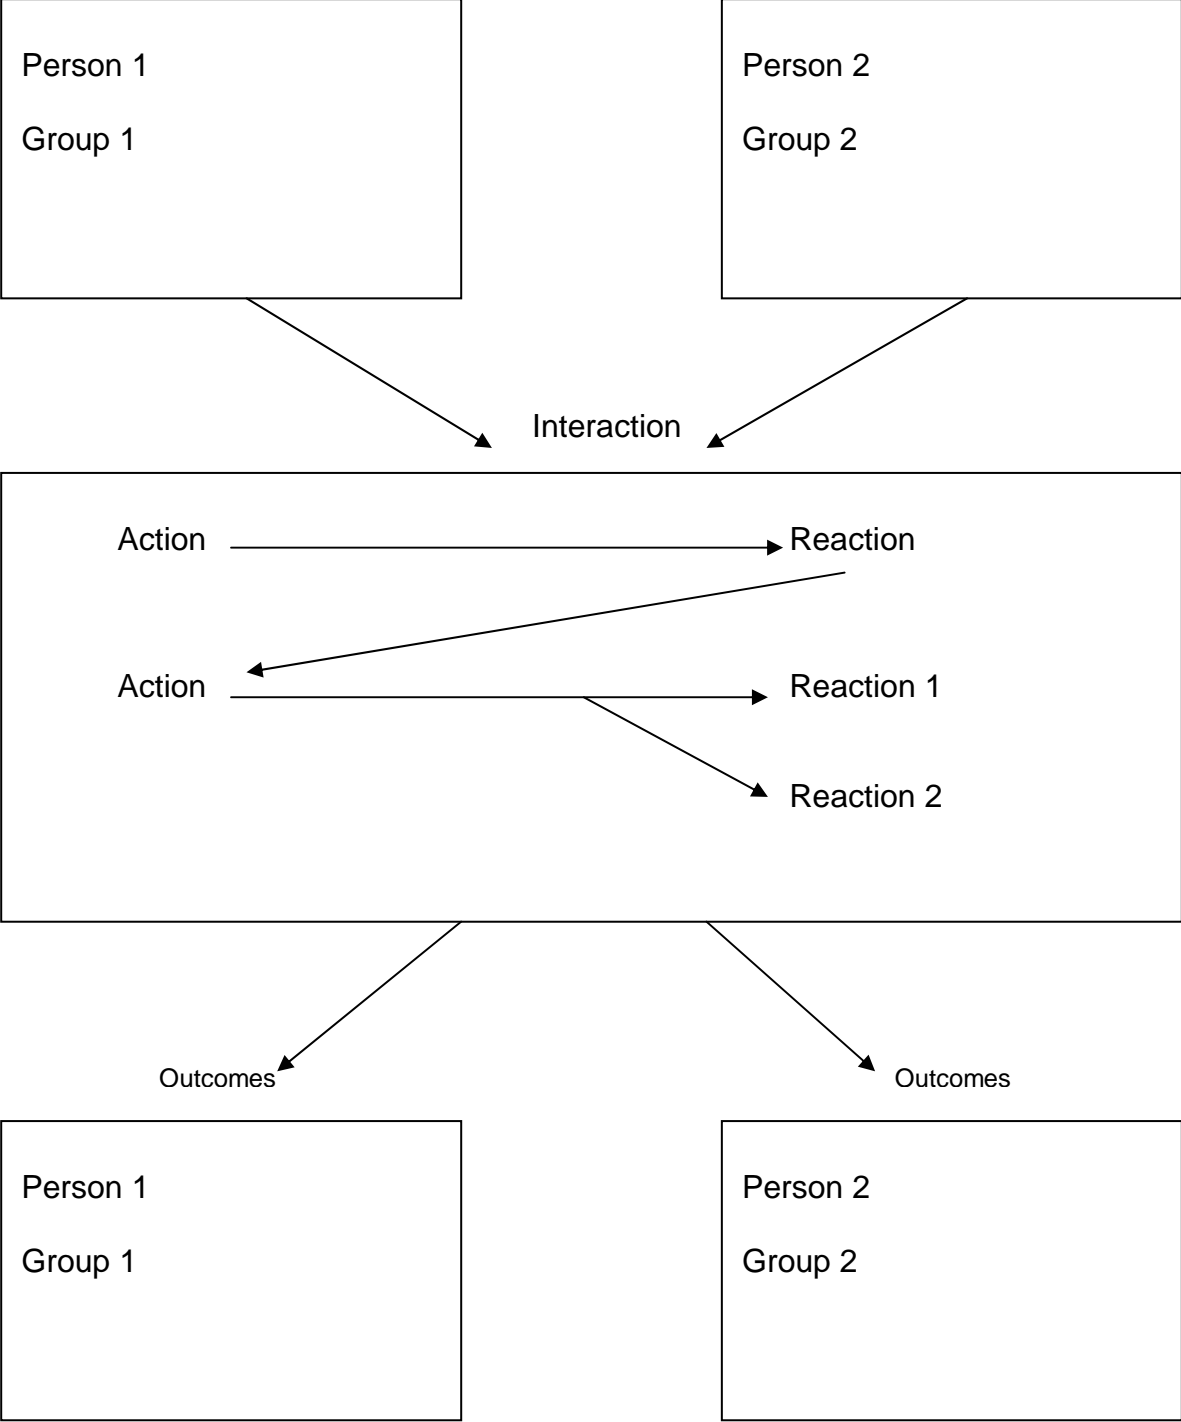 Person 1
Group 1
Person 2
Group 2
Interaction
Action
Reaction
Action
Reaction 1
Reaction 2
Outcomes
Outcomes
Person 1
Group 1
Person 2
Group 2